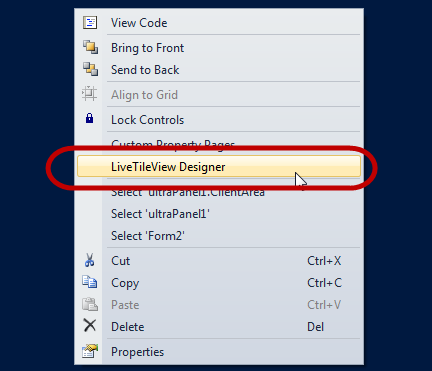 View Code
Bring to Front
Send to Back
Align to Grid
Lock Controls
Custom Property Pages
LiveTileView Designer
Select 'ultraPanel1.ClientArea'
Select 'ultraPanel1'
Select 'Form2'
Cut Ctrl+X
Copy Ctrl+C
Paste Ctrl+V
Delete Del
Properties